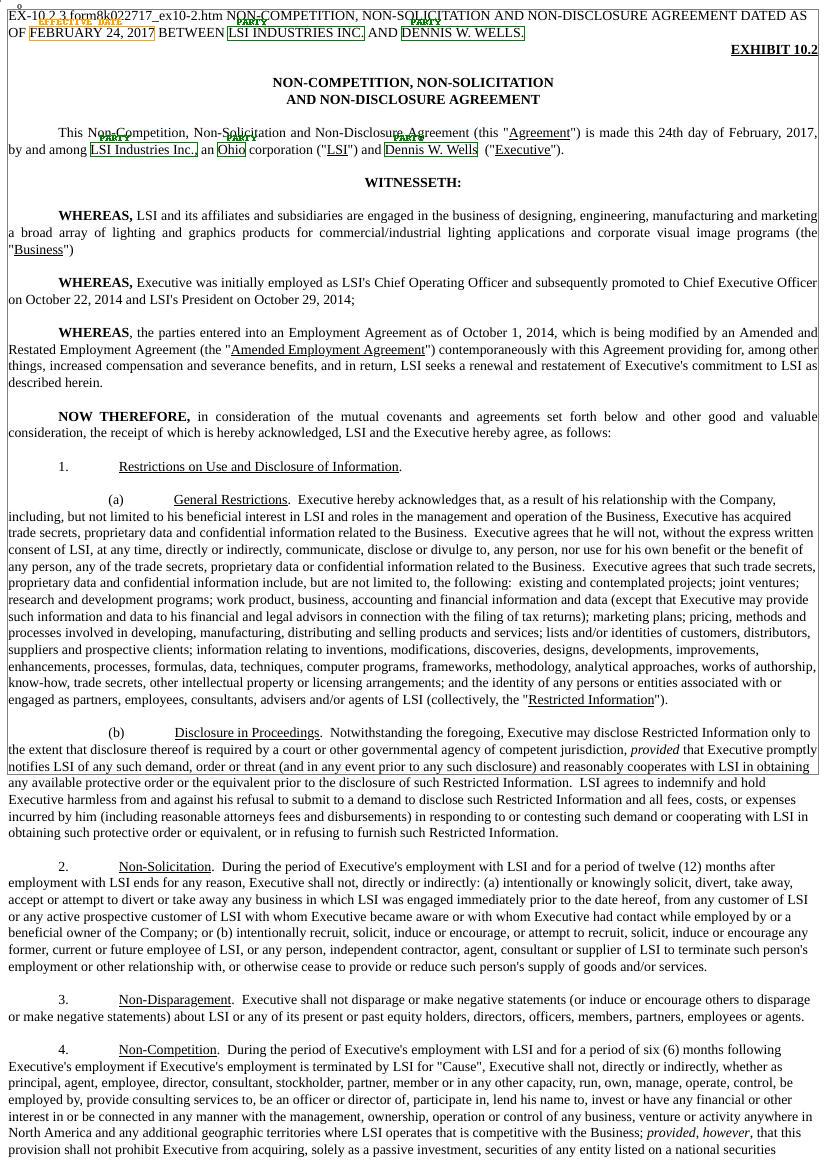 EX-10.2 3 form8k022717_ex10-2.htm NON-COMPETITION, NON-SOLICITATION AND NON-DISCLOSURE AGREEMENT DATED AS
EFFECTIVE DATE PARTY PARTY
OF FEBRUARY 24, 2017 BETWEEN LSI INDUSTRIES INC. AND DENNIS W. WELLS.
EXHIBIT 10.2
NON-COMPETITION, NON-SOLICITATION
AND NON-DISCLOSURE AGREEMENT
This Non-Competition, Non-Solicitation and Non-Disclosure Agreement (this "Agreement") is made this 24th day of February, 2017,
PARTY PARTY PARTY
by and among LSI Industries Inc., an Ohio corporation ("LSI") and Dennis W. Wells ("Executive").
WITNESSETH:
WHEREAS, LSI and its affiliates and subsidiaries are engaged in the business of designing, engineering, manufacturing and marketing
a broad array of lighting and graphics products for commercial/industrial lighting applications and corporate visual image programs (the
"Business")
WHEREAS, Executive was initially employed as LSI's Chief Operating Officer and subsequently promoted to Chief Executive Officer
on October 22, 2014 and LSI's President on October 29, 2014;
WHEREAS, the parties entered into an Employment Agreement as of October 1, 2014, which is being modified by an Amended and
Restated Employment Agreement (the "Amended Employment Agreement") contemporaneously with this Agreement providing for, among other
things, increased compensation and severance benefits, and in return, LSI seeks a renewal and restatement of Executive's commitment to LSI as
described herein.
NOW THEREFORE, in consideration of the mutual covenants and agreements set forth below and other good and valuable
consideration, the receipt of which is hereby acknowledged, LSI and the Executive hereby agree, as follows:
1. Restrictions on Use and Disclosure of Information.
(a) General Restrictions. Executive hereby acknowledges that, as a result of his relationship with the Company,
including, but not limited to his beneficial interest in LSI and roles in the management and operation of the Business, Executive has acquired
trade secrets, proprietary data and confidential information related to the Business. Executive agrees that he will not, without the express written
consent of LSI, at any time, directly or indirectly, communicate, disclose or divulge to, any person, nor use for his own benefit or the benefit of
any person, any of the trade secrets, proprietary data or confidential information related to the Business. Executive agrees that such trade secrets,
proprietary data and confidential information include, but are not limited to, the following: existing and contemplated projects; joint ventures;
research and development programs; work product, business, accounting and financial information and data (except that Executive may provide
such information and data to his financial and legal advisors in connection with the filing of tax returns); marketing plans; pricing, methods and
processes involved in developing, manufacturing, distributing and selling products and services; lists and/or identities of customers, distributors,
suppliers and prospective clients; information relating to inventions, modifications, discoveries, designs, developments, improvements,
enhancements, processes, formulas, data, techniques, computer programs, frameworks, methodology, analytical approaches, works of authorship,
know-how, trade secrets, other intellectual property or licensing arrangements; and the identity of any persons or entities associated with or
engaged as partners, employees, consultants, advisers and/or agents of LSI (collectively, the "Restricted Information").
(b) Disclosure in Proceedings. Notwithstanding the foregoing, Executive may disclose Restricted Information only to
the extent that disclosure thereof is required by a court or other governmental agency of competent jurisdiction, provided that Executive promptly
notifies LSI of any such demand, order or threat (and in any event prior to any such disclosure) and reasonably cooperates with LSI in obtaining
any available protective order or the equivalent prior to the disclosure of such Restricted Information. LSI agrees to indemnify and hold
Executive harmless from and against his refusal to submit to a demand to disclose such Restricted Information and all fees, costs, or expenses
incurred by him (including reasonable attorneys fees and disbursements) in responding to or contesting such demand or cooperating with LSI in
obtaining such protective order or equivalent, or in refusing to furnish such Restricted Information.
2. Non-Solicitation. During the period of Executive's employment with LSI and for a period of twelve (12) months after
employment with LSI ends for any reason, Executive shall not, directly or indirectly: (a) intentionally or knowingly solicit, divert, take away,
accept or attempt to divert or take away any business in which LSI was engaged immediately prior to the date hereof, from any customer of LSI
or any active prospective customer of LSI with whom Executive became aware or with whom Executive had contact while employed by or a
beneficial owner of the Company; or (b) intentionally recruit, solicit, induce or encourage, or attempt to recruit, solicit, induce or encourage any
former, current or future employee of LSI, or any person, independent contractor, agent, consultant or supplier of LSI to terminate such person's
employment or other relationship with, or otherwise cease to provide or reduce such person's supply of goods and/or services.
3. Non-Disparagement. Executive shall not disparage or make negative statements (or induce or encourage others to disparage
or make negative statements) about LSI or any of its present or past equity holders, directors, officers, members, partners, employees or agents.
4. Non-Competition. During the period of Executive's employment with LSI and for a period of six (6) months following
Executive's employment if Executive's employment is terminated by LSI for "Cause", Executive shall not, directly or indirectly, whether as
principal, agent, employee, director, consultant, stockholder, partner, member or in any other capacity, run, own, manage, operate, control, be
employed by, provide consulting services to, be an officer or director of, participate in, lend his name to, invest or have any financial or other
interest in or be connected in any manner with the management, ownership, operation or control of any business, venture or activity anywhere in
North America and any additional geographic territories where LSI operates that is competitive with the Business; provided, however, that this
provision shall not prohibit Executive from acquiring, solely as a passive investment, securities of any entity listed on a national securities